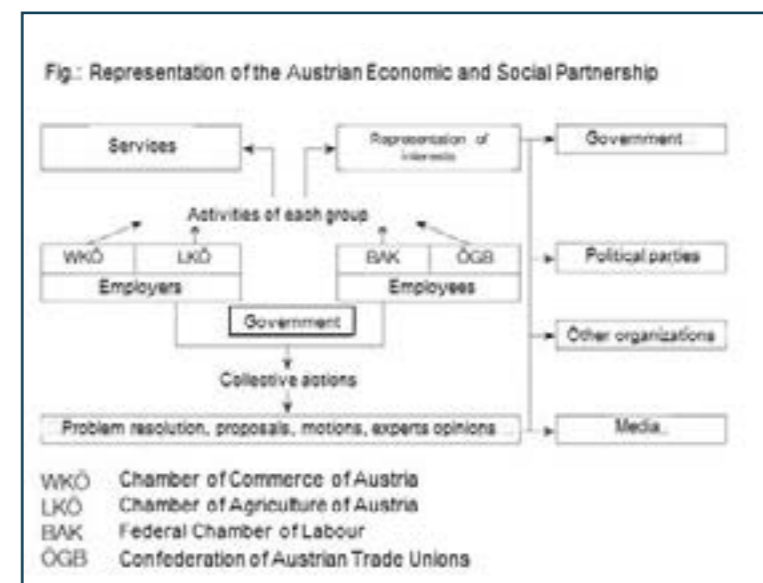 Fig.: Representation of the Austrian Economic and Social Partnership
Services
Representation of
interests
Government
Activities of each group
WKÖ
LKÖ
BAK
ÖGB
Employers
Employees
Political parties
Government
Other organizations
Collective actions
Problem resolution, proposals, motions, experts opinions
Media
WKÖ Chamber of Commerce of Austria
LKÖ Chamber of Agriculture of Austria
BAK Federal Chamber of Labour
ÖGB Confederation of Austrian Trade Unions